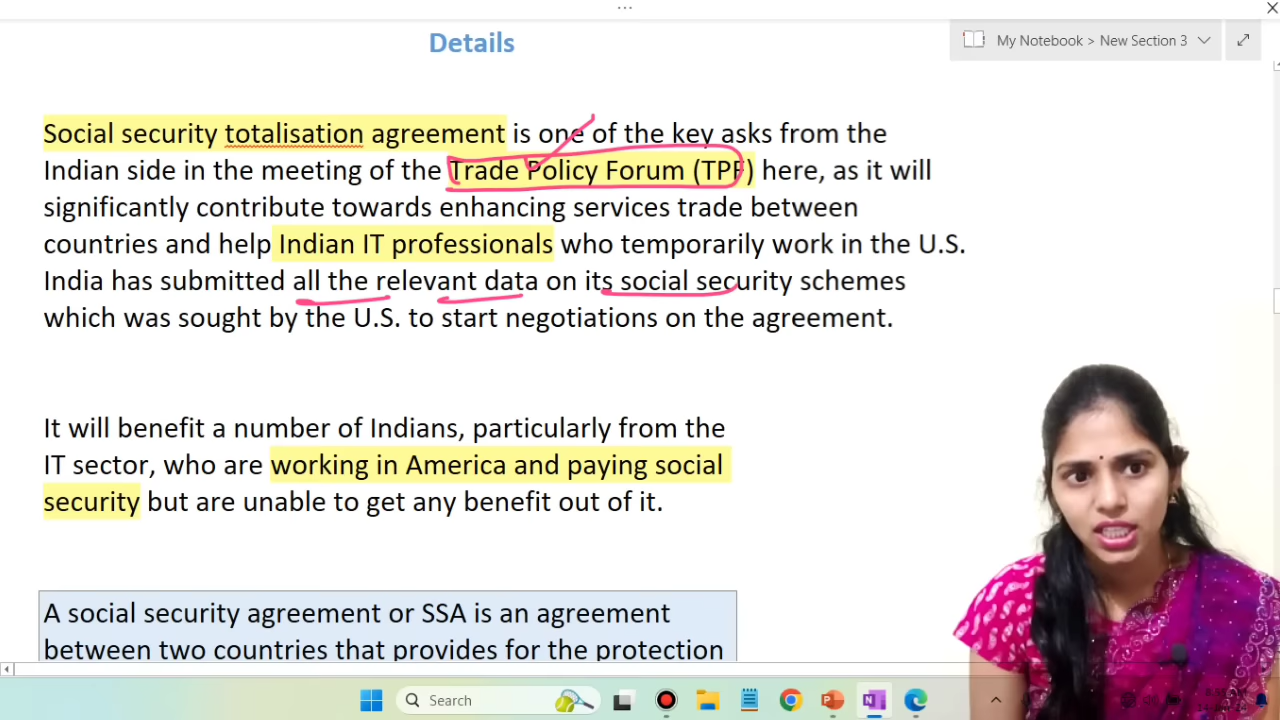 Details
My Notebook > New Section 3
Social security totalisation agreement is one of the key asks from the
Indian side in the meeting of the Trade Policy Forum (TPF) here, as it will
significantly contribute towards enhancing services trade between
countries and help Indian IT professionals who temporarily work in the U.S.
India has submitted all the relevant data on its social security schemes
which was sought by the U.S. to start negotiations on the agreement.
It will benefit a number of Indians, particularly from the
IT sector, who are working in America and paying social
security but are unable to get any benefit out of it.
A social security agreement or SSA is an agreement
between two countries that provides for the protection
Search